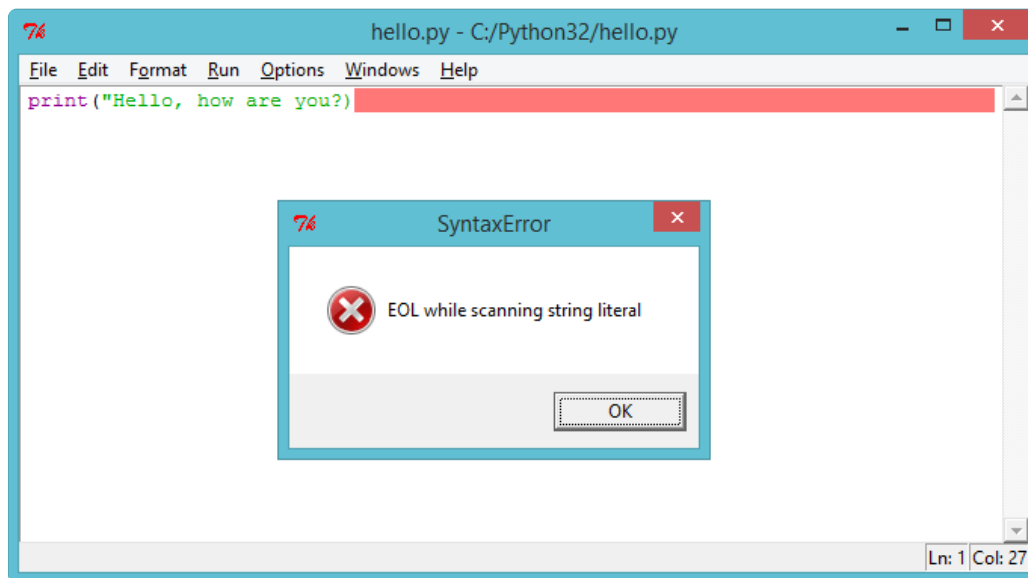 hello.py - C:/Python32/hello.py
File Edit Format Run Options Windows Help
print("Hello, how are you?)
SyntaxError
EOL while scanning string literal
OK
Ln: 1 Col: 27